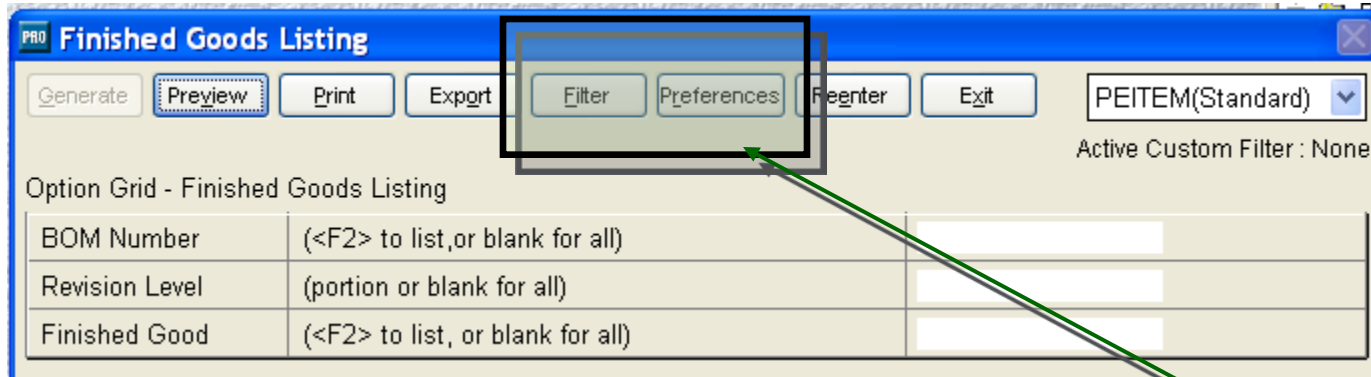 PRO Finished Goods Listing
Generate Preview Print Export Filter Preferences Reenter Exit PEITEM(Standard)
Active Custom Filter : None
Option Grid - Finished Goods Listing
BOM Number (<F2> to list,or blank for all)
Revision Level (portion or blank for all)
Finished Good (<F2> to list, or blank for all)